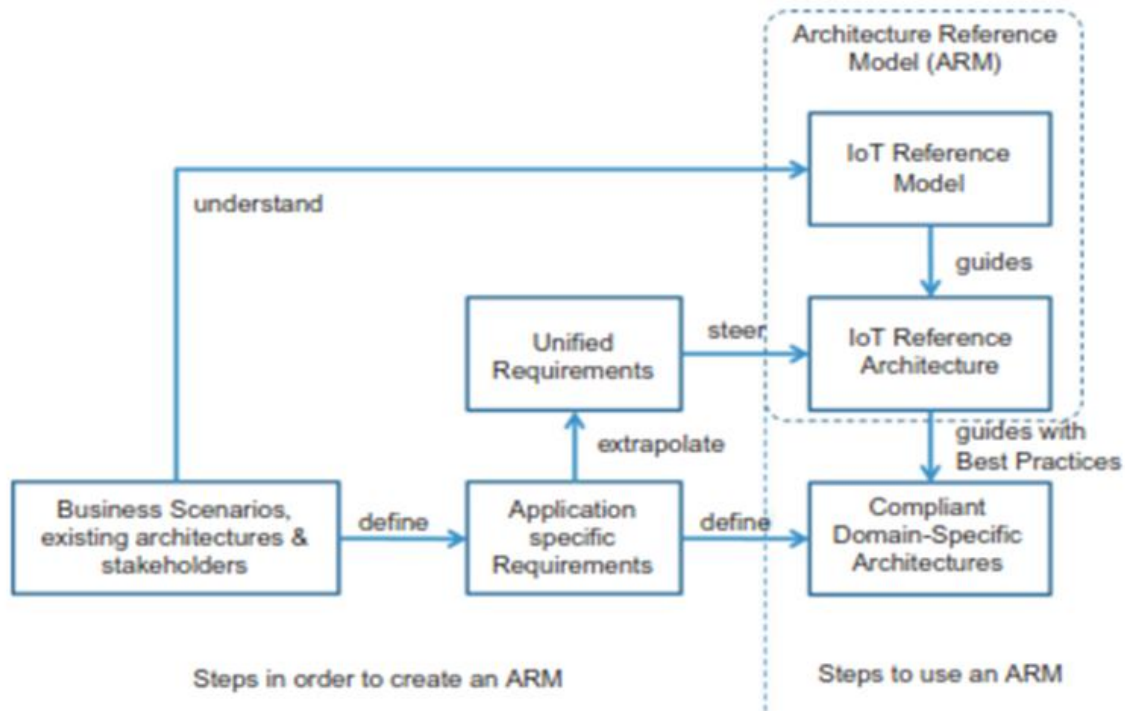 Architecture Reference
Model (ARM)
IoT Reference
Model
understand
guides
Unified
Requirements
steer
IoT Reference
Architecture
extrapolate
guides with
Best Practices
Business Scenarios,
existing architectures &
stakeholders
define
Application
specific
Requirements
define
Compliant
Domain-Specific
Architectures
Steps in order to create an ARM
Steps to use an ARM